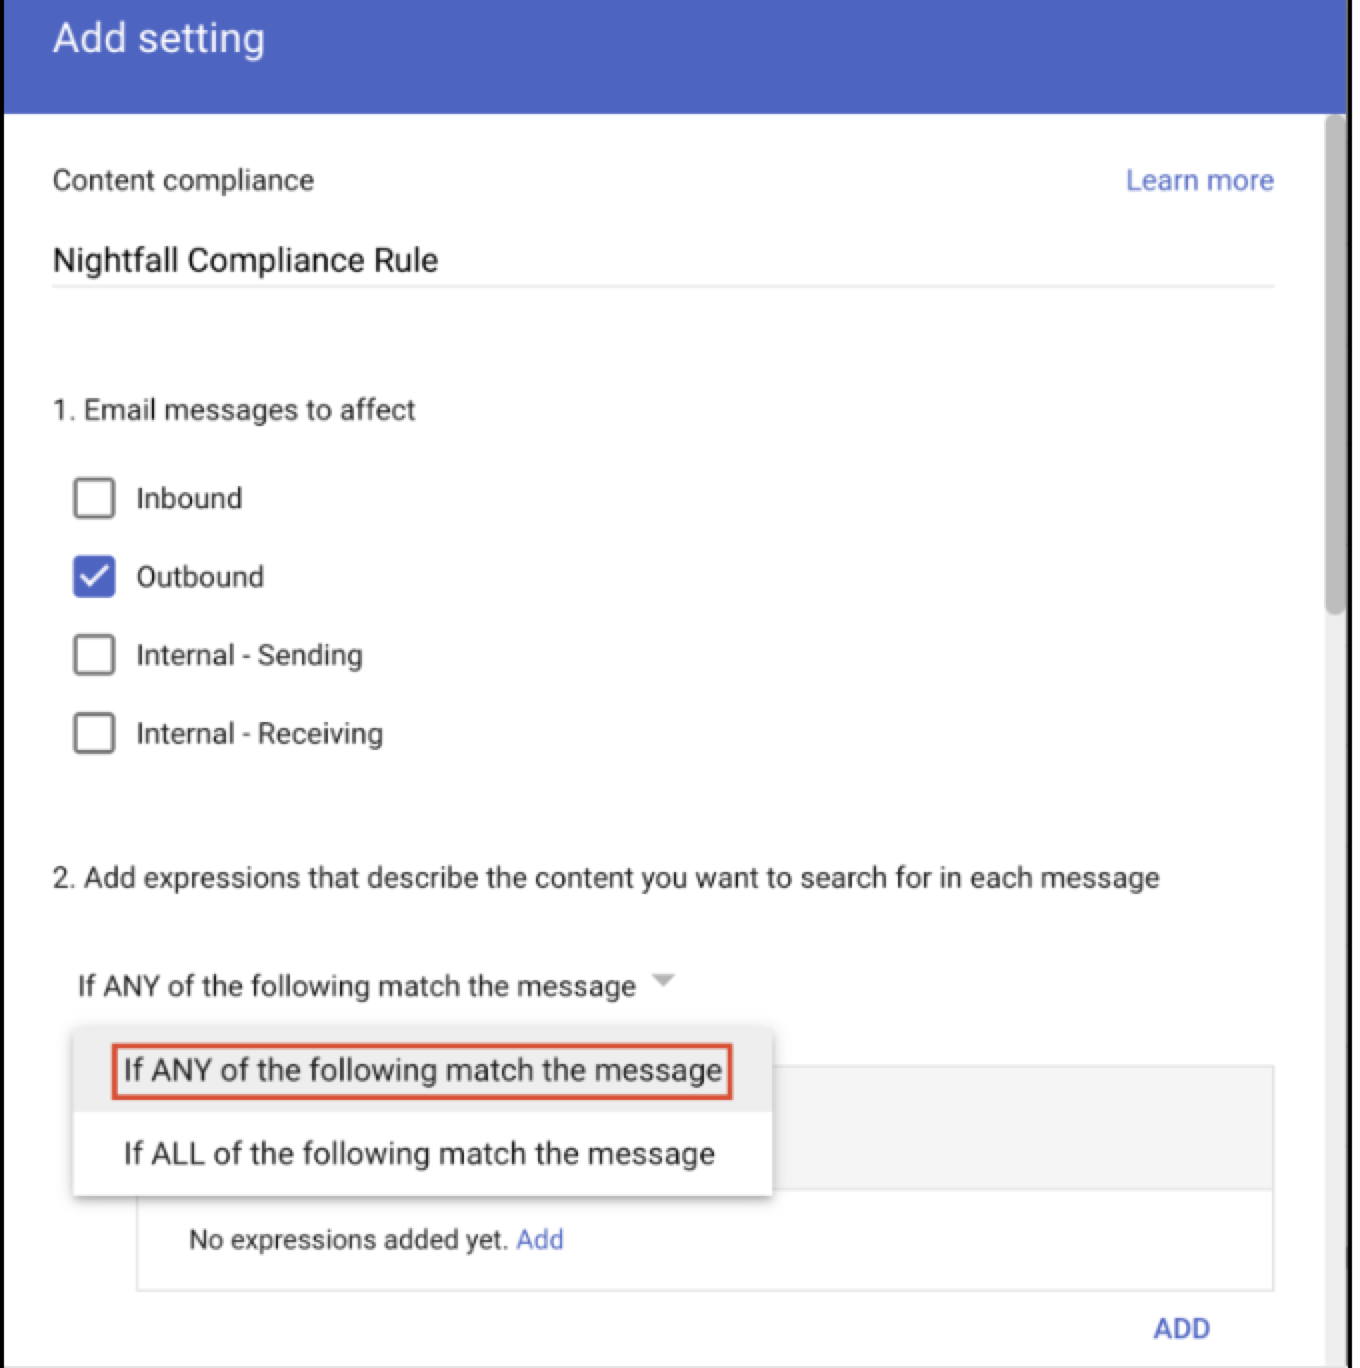 Add setting
Content compliance Learn more
Nightfall Compliance Rule
1. Email messages to affect
Inbound
Outbound
Internal - Sending
Internal - Receiving
2. Add expressions that describe the content you want to search for in each message
If ANY of the following match the message
If ANY of the following match the message
If ALL of the following match the message
No expressions added yet. Add
ADD